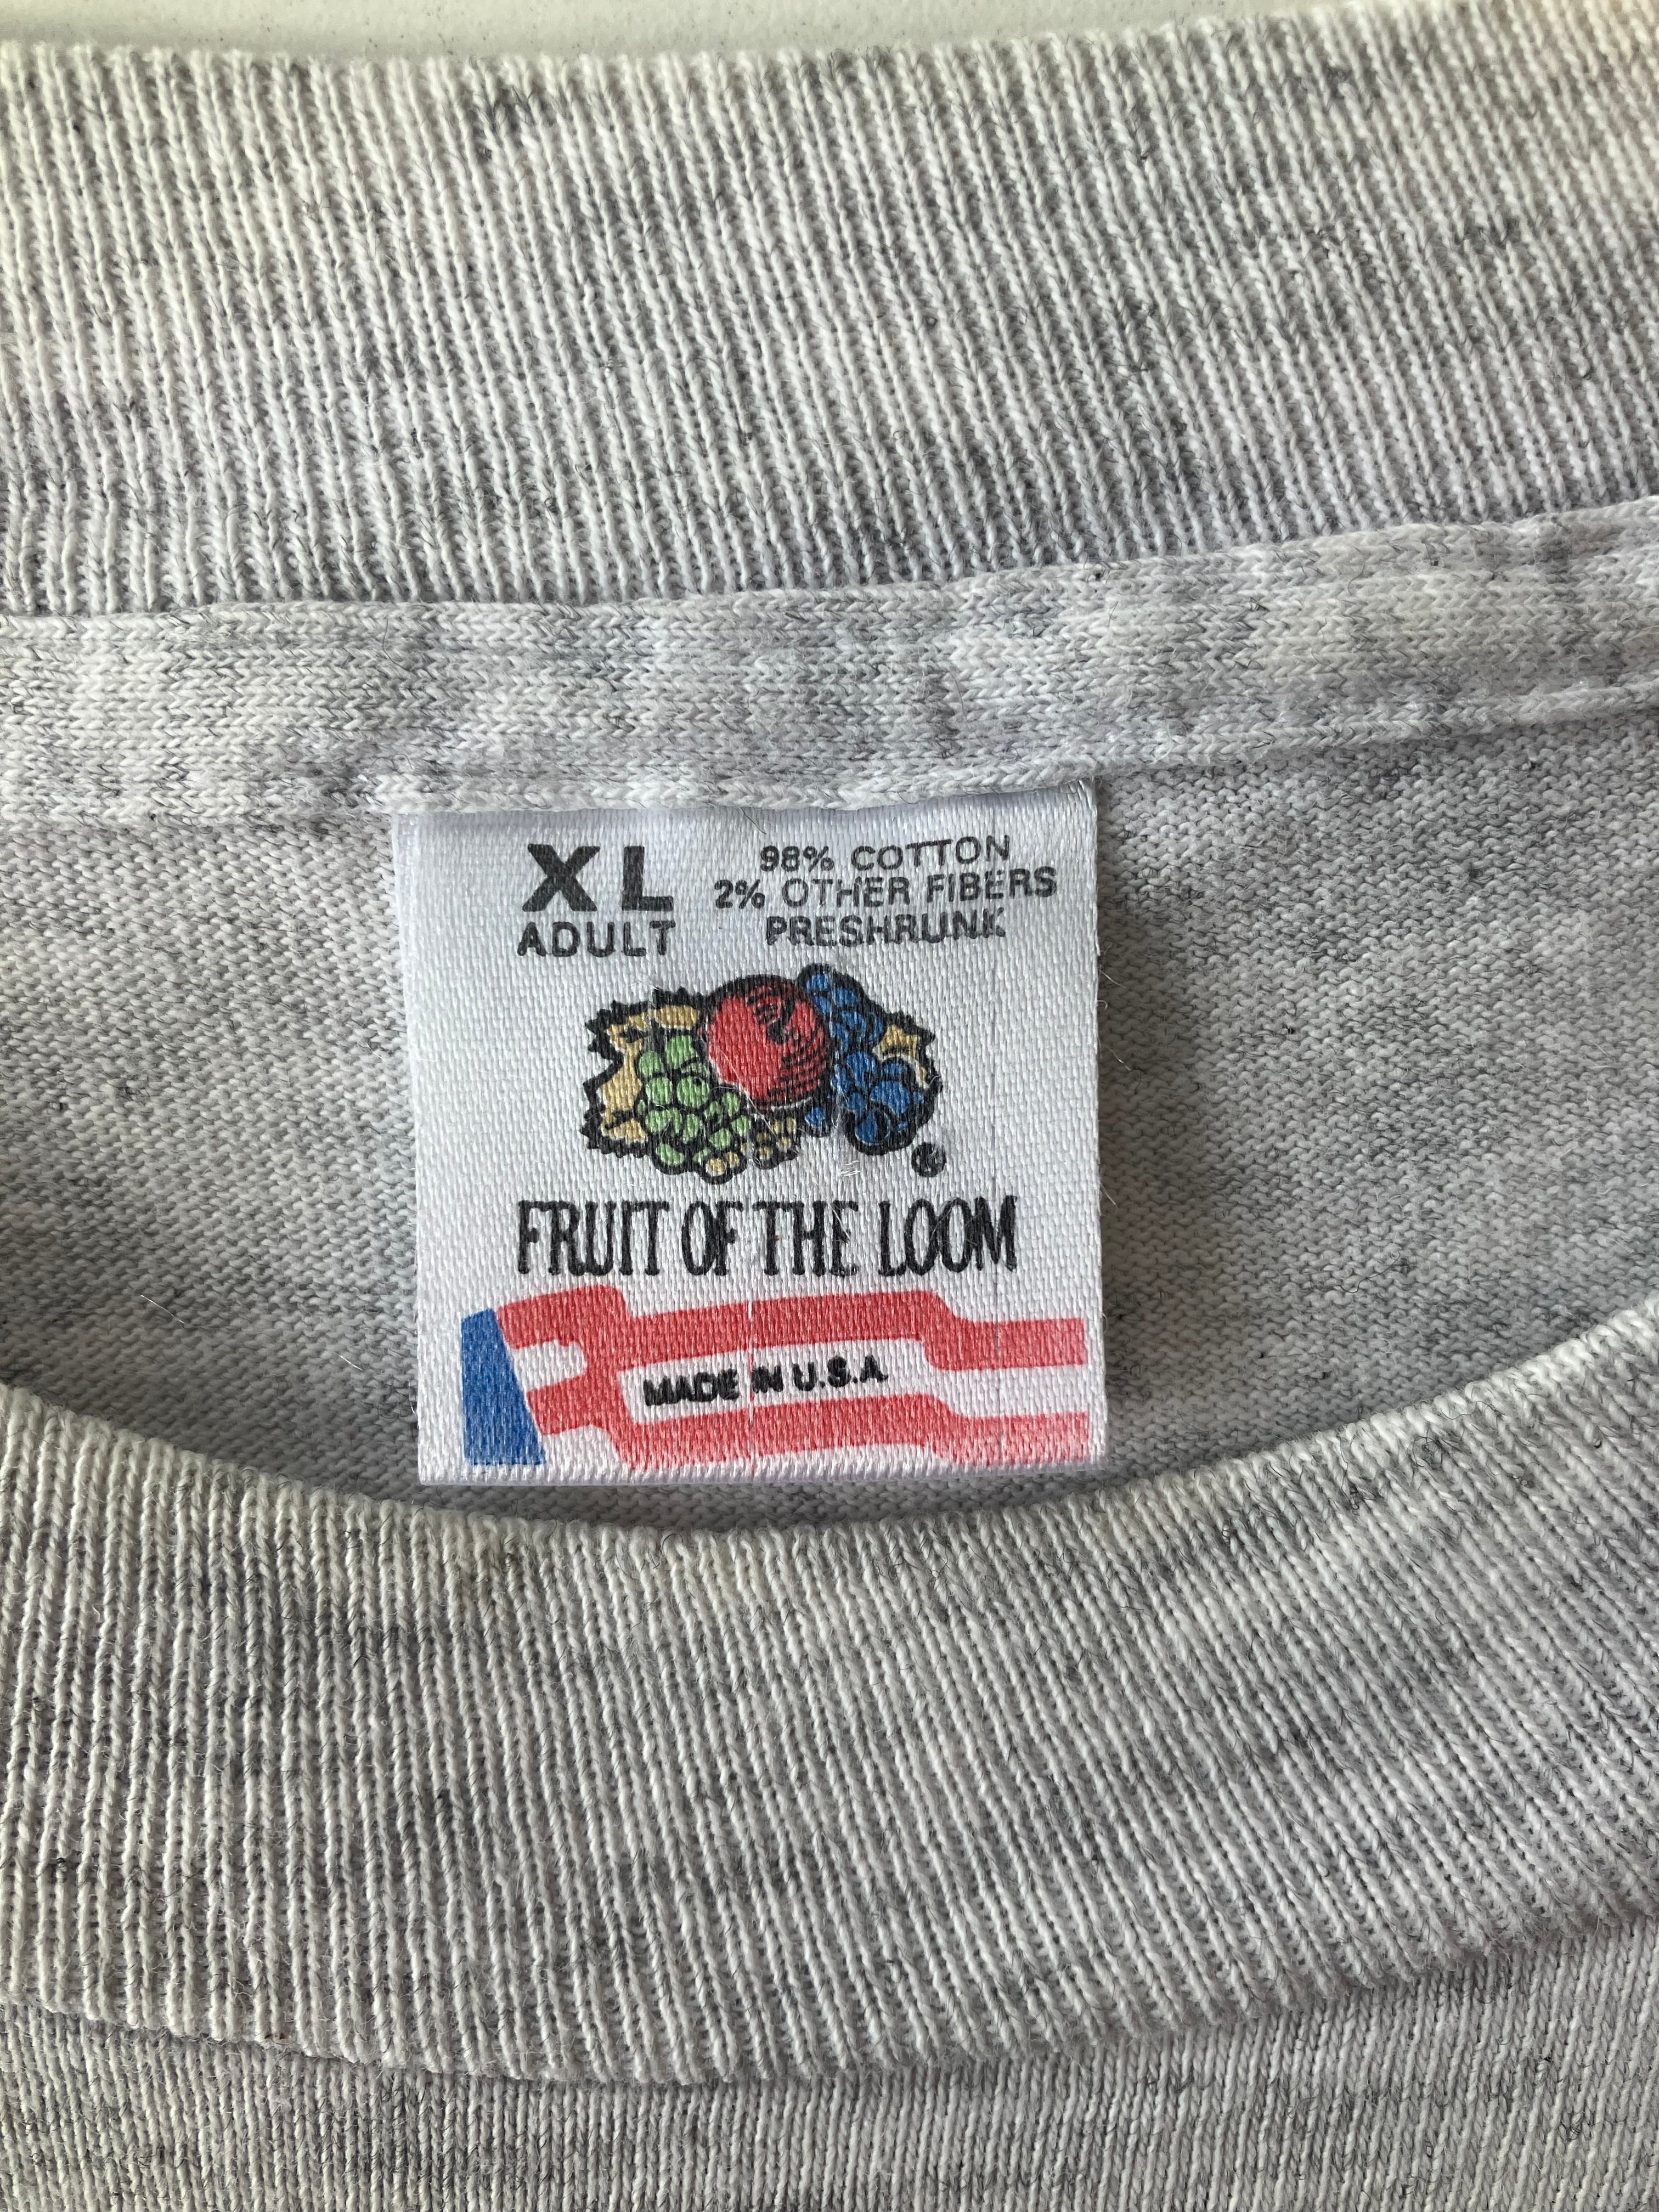 XL
ADULT
98% COTTON
2% OTHER FIBERS
PRESHRUNK
®
FRUIT OF THE LOOM
MADE IN U.S.A.